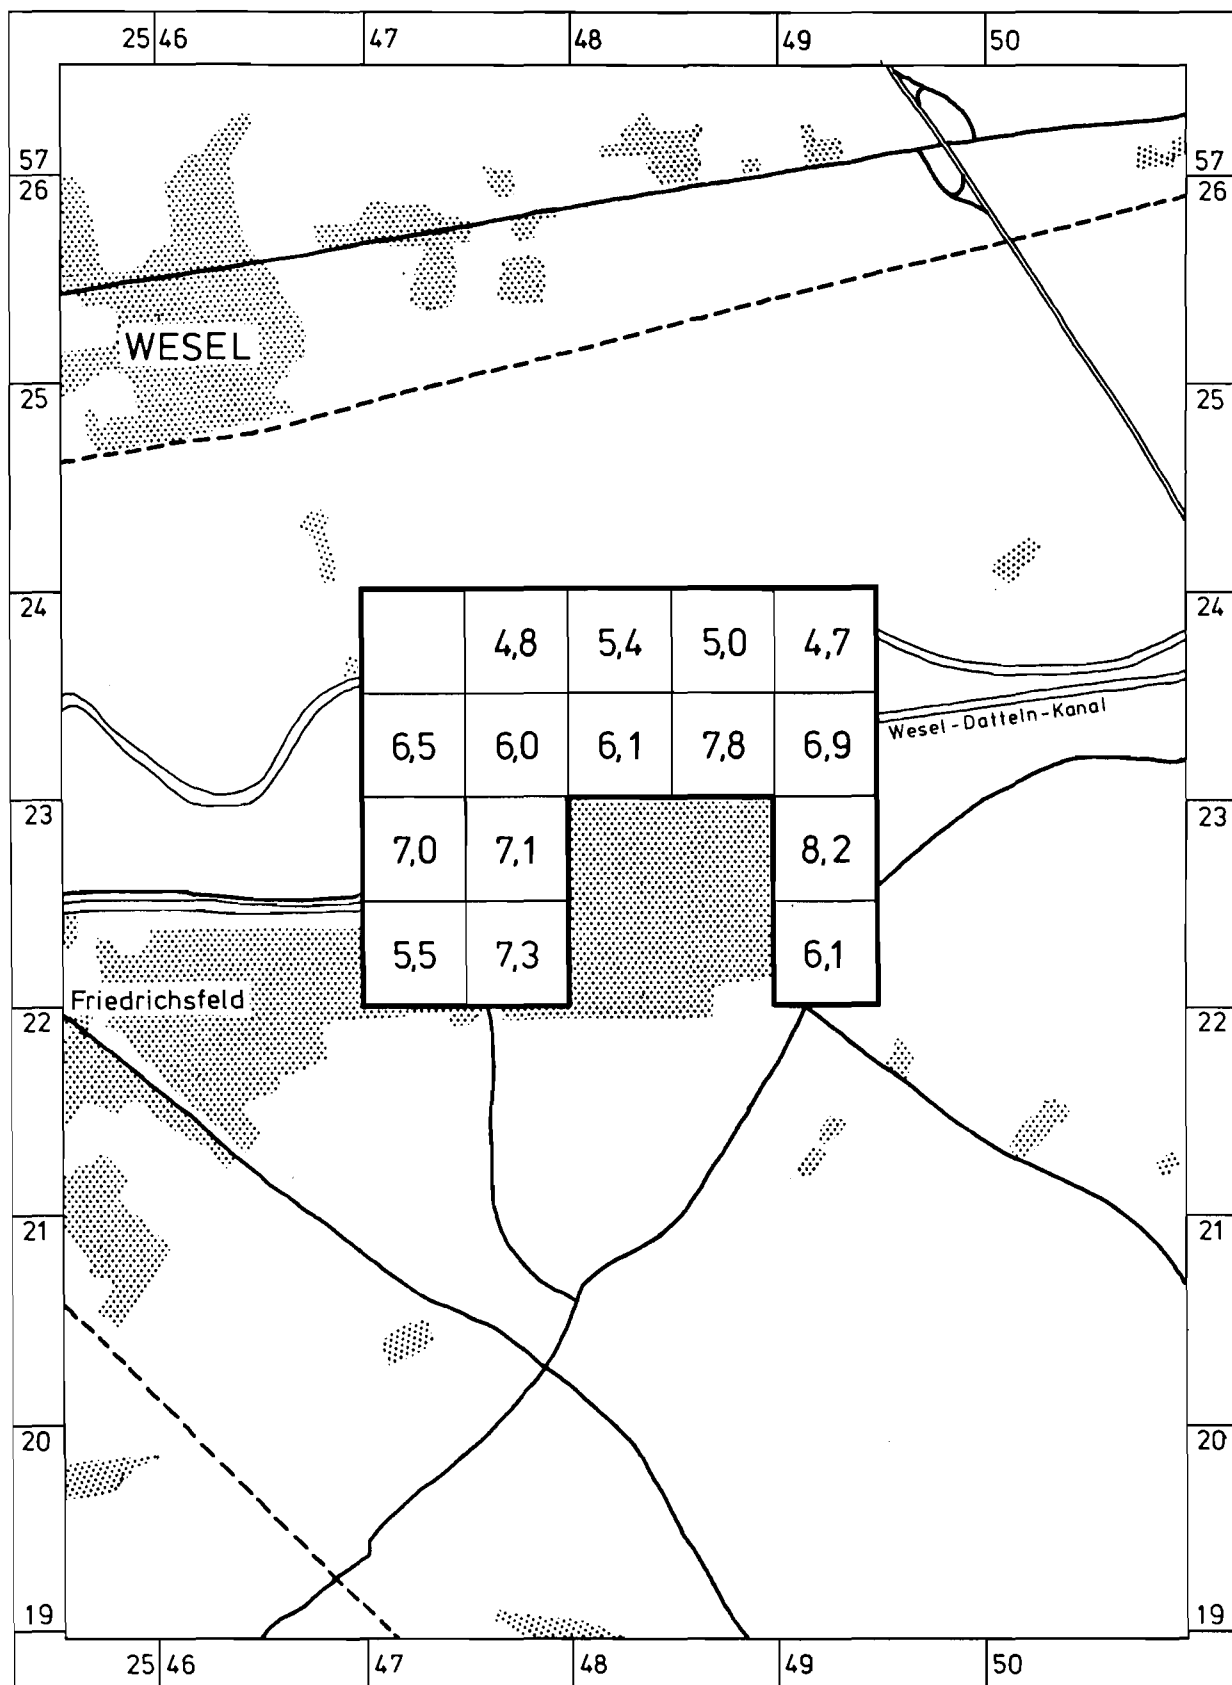 25 46 47 48 49 50
57 57
26 26
WESEL
25 25
24 24
4,8 5,4 5,0 4,7
Wesel-Datteln-Kanal
6,5 6,0 6,1 7,8 6,9
23 23
7,0 7,1 8,2
5,5 7,3 6,1
Friedrichsfeld
22 22
21 21
20 20
19 19
25 46 47 48 49 50